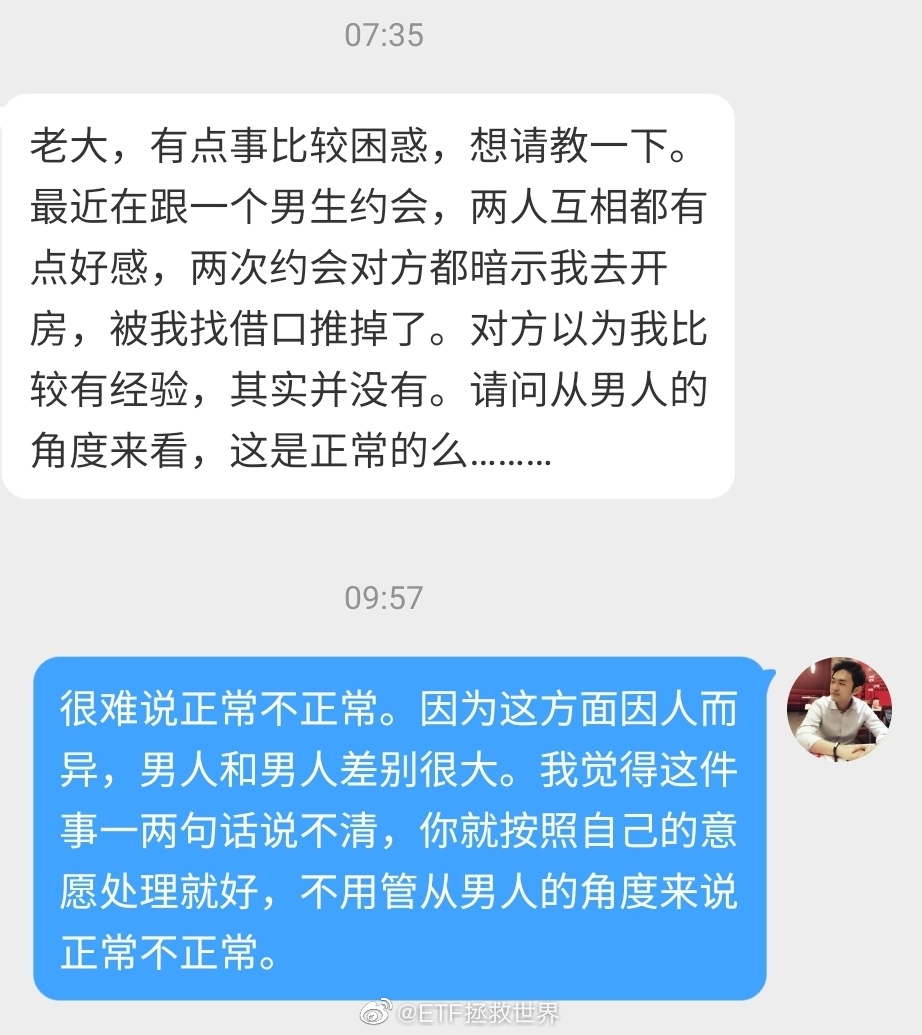 07:35
老大，有点事比较困惑，想请教一下。
最近在跟一个男生约会，两人互相都有
点好感，两次约会对方都暗示我去开
房，被我找借口推掉了。对方以为我比
较有经验，其实并没有。请问从男人的
角度来看，这是正常的么………
09:57
很难说正常不正常。因为这方面因人而
异，男人和男人差别很大。我觉得这件
事一两句话说不清，你就按照自己的意
愿处理就好，不用管从男人的角度来说
正常不正常。
@ETF拯救世界